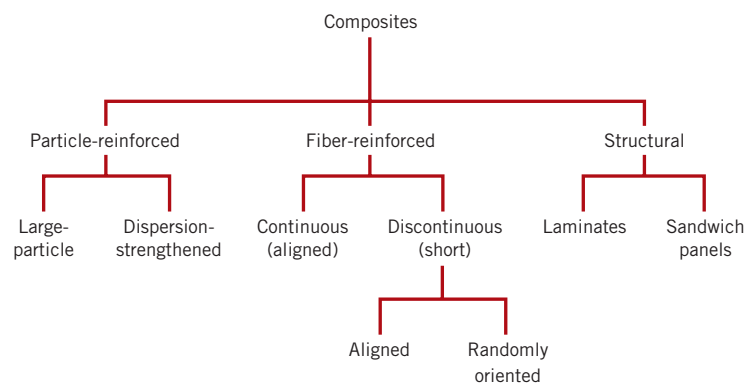 Composites
Particle-reinforced
Fiber-reinforced
Structural
Large-
particle
Dispersion-
strengthened
Continuous
(aligned)
Discontinuous
(short)
Laminates
Sandwich
panels
Aligned
Randomly
oriented